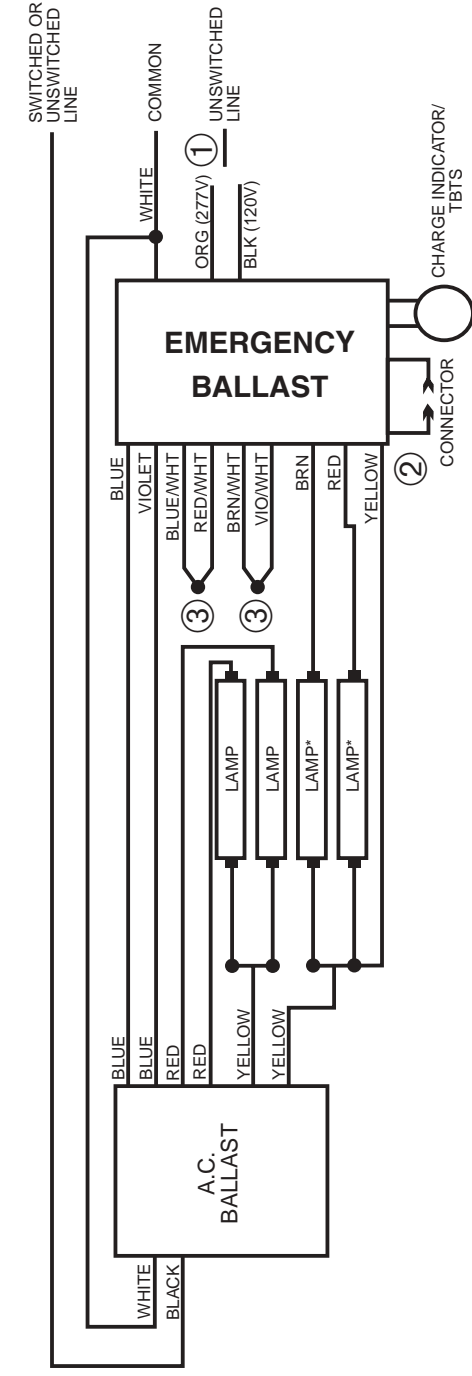 SWITCHED OR
UNSWITCHED
LINE
COMMON
UNSWITCHED
LINE
WHITE
ORG (277V)
1
BLK (120V)
EMERGENCY
BALLAST
CHARGE INDICATOR/
TBTS
CONNECTOR
2
BLUE
VIOLET
BLUE/WHT
RED/WHT
BRN/WHT
VIO/WHT
BRN
RED
YELLOW
3
3
LAMP
LAMP
LAMP*
LAMP*
BLUE
BLUE
RED
RED
YELLOW
YELLOW
A.C.
BALLAST
WHITE
BLACK